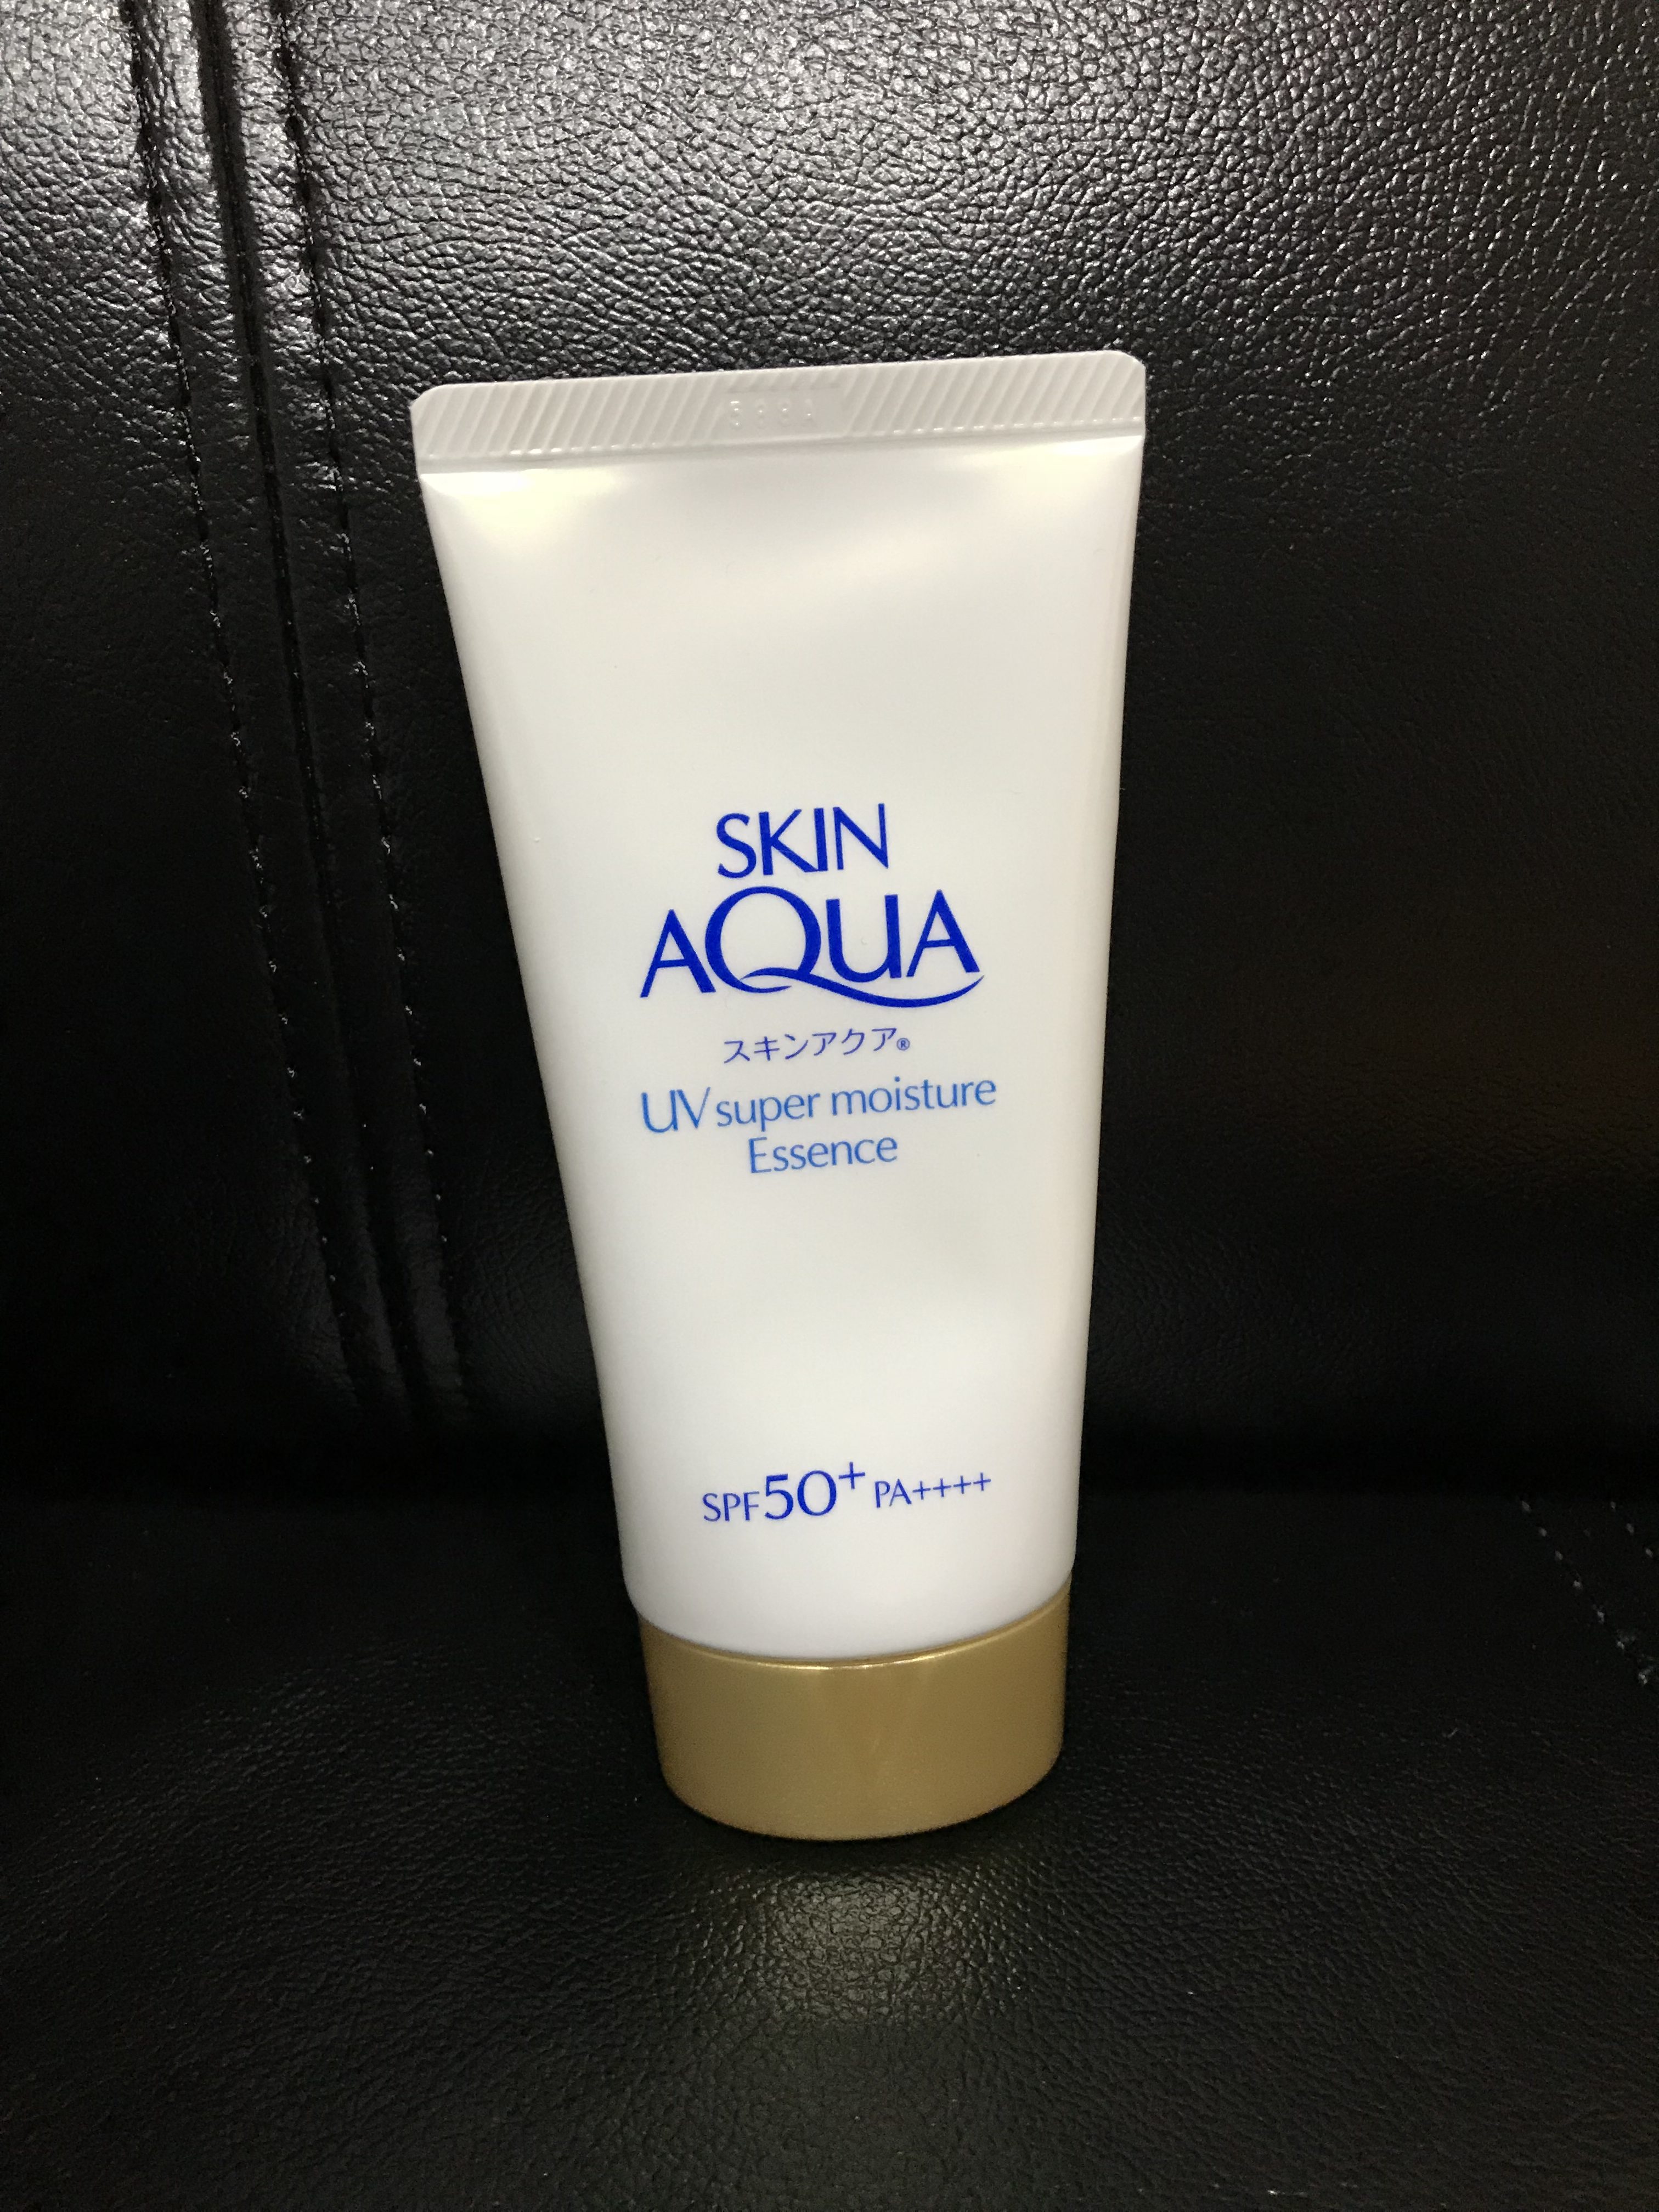 SKIN
AQUA
スキンアクア®
UV super moisture
Essence
SPF50+ PA++++